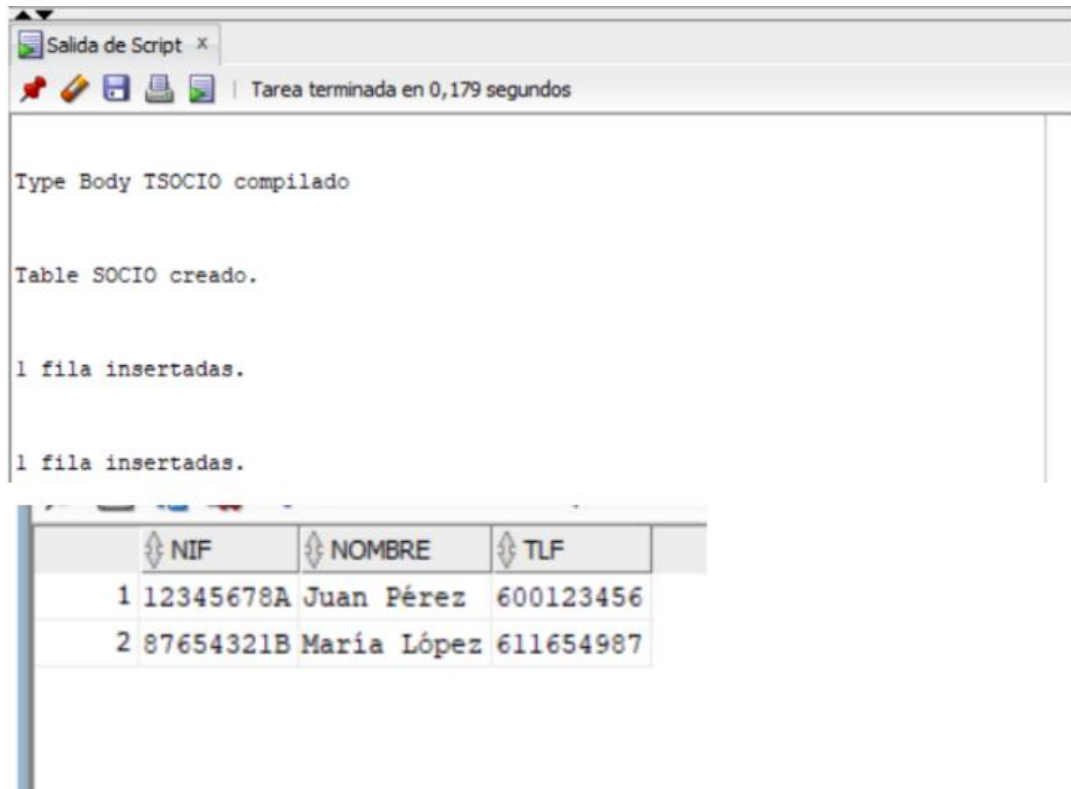 Salida de Script x
Tarea terminada en 0,179 segundos
Type Body TSOCIO compilado
Table SOCIO creado.
1 fila insertadas.
1 fila insertadas.
NIF NOMBRE TLF
1 12345678A Juan Pérez 600123456
2 87654321B María López 611654987